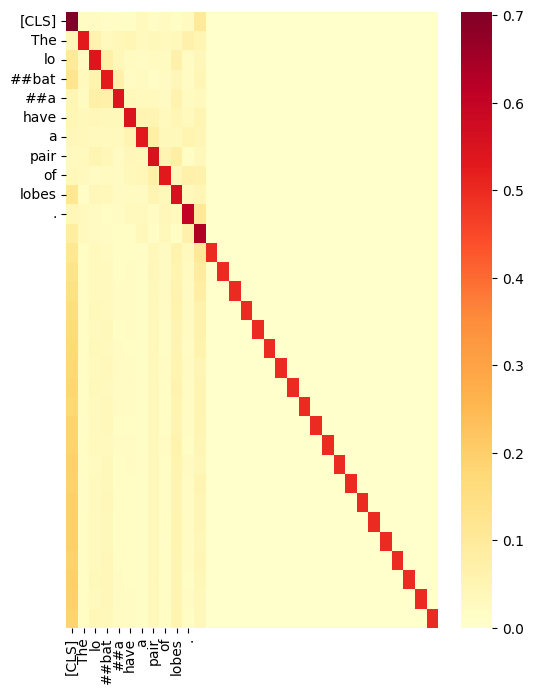 [CLS]
The
lo
##bat
##a
have
a
pair
of
lobes
.
0.7
0.6
0.5
0.4
0.3
0.2
0.1
0.0
[CLS]
The
lo
##bat
##a
have
a
pair
of
lobes
.